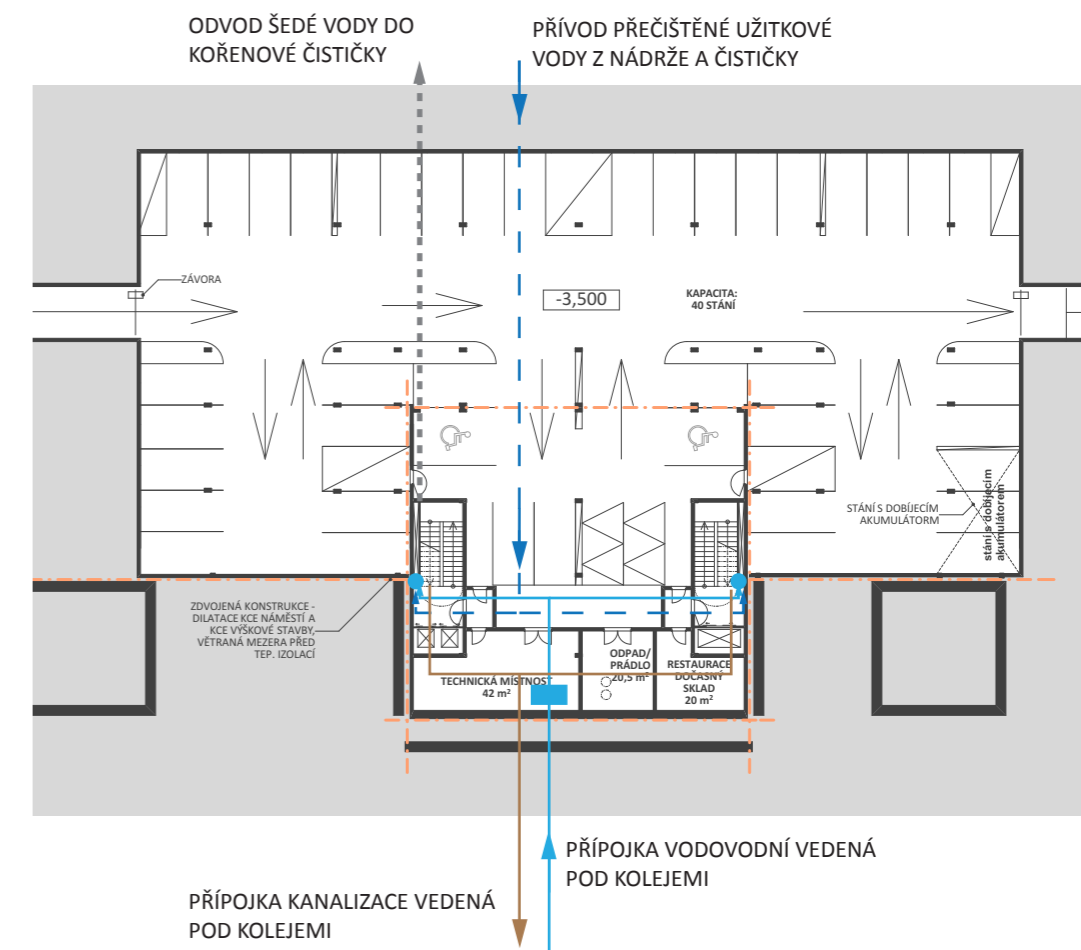 ODVOD ŠEDÉ VODY DO
KOŘENOVÉ ČISTIČKY
PŘÍVOD PŘEČIŠTĚNÉ UŽITKOVÉ
VODY Z NÁDRŽE A ČISTIČKY
ZÁVORA
-3,500
KAPACITA:
40 STÁNÍ
STÁNÍ S DOBÍJECÍM
AKUMULÁTORM
stání s dobíjecím
akumulátorem
ZDVOJENÁ KONSTRUKCE -
DILATACE KCE NÁMĚSTÍ A
KCE VÝŠKOVÉ STAVBY,
VĚTRANÁ MEZERA PŘED
TEP. IZOLACÍ
TECHNICKÁ MÍSTNOST
42 m²
ODPAD/
PRÁDLO
20,5 m²
RESTAURACE
DOČASNÝ
SKLAD
20 m²
PŘÍPOJKA VODOVODNÍ VEDENÁ
POD KOLEJEMI
PŘÍPOJKA KANALIZACE VEDENÁ
POD KOLEJEMI